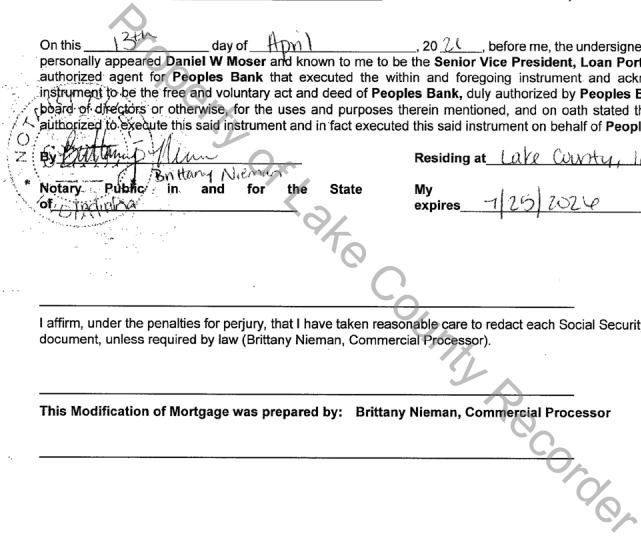 On this 13th day of April, 20 21, before me, the undersigne
personally appeared Daniel W Moser and known to me to be the Senior Vice President, Loan Port
authorized agent for Peoples Bank that executed the within and foregoing instrument and ack
instrument to be the free and voluntary act and deed of Peoples Bank, duly authorized by Peoples B
board of directors or otherwise, for the uses and purposes therein mentioned, and on oath stated th
authorized to execute this said instrument and in fact executed this said instrument on behalf of Peopl
By Brittany Nieman Residing at Lake County, I
Brittany Nieman
Notary Public in and for the State My
of Indiana expires 7/25/2026
I affirm, under the penalties for perjury, that I have taken reasonable care to redact each Social Securit
document, unless required by law (Brittany Nieman, Commercial Processor).
This Modification of Mortgage was prepared by: Brittany Nieman, Commercial Processor
Property of Lake County Recorder
NOT